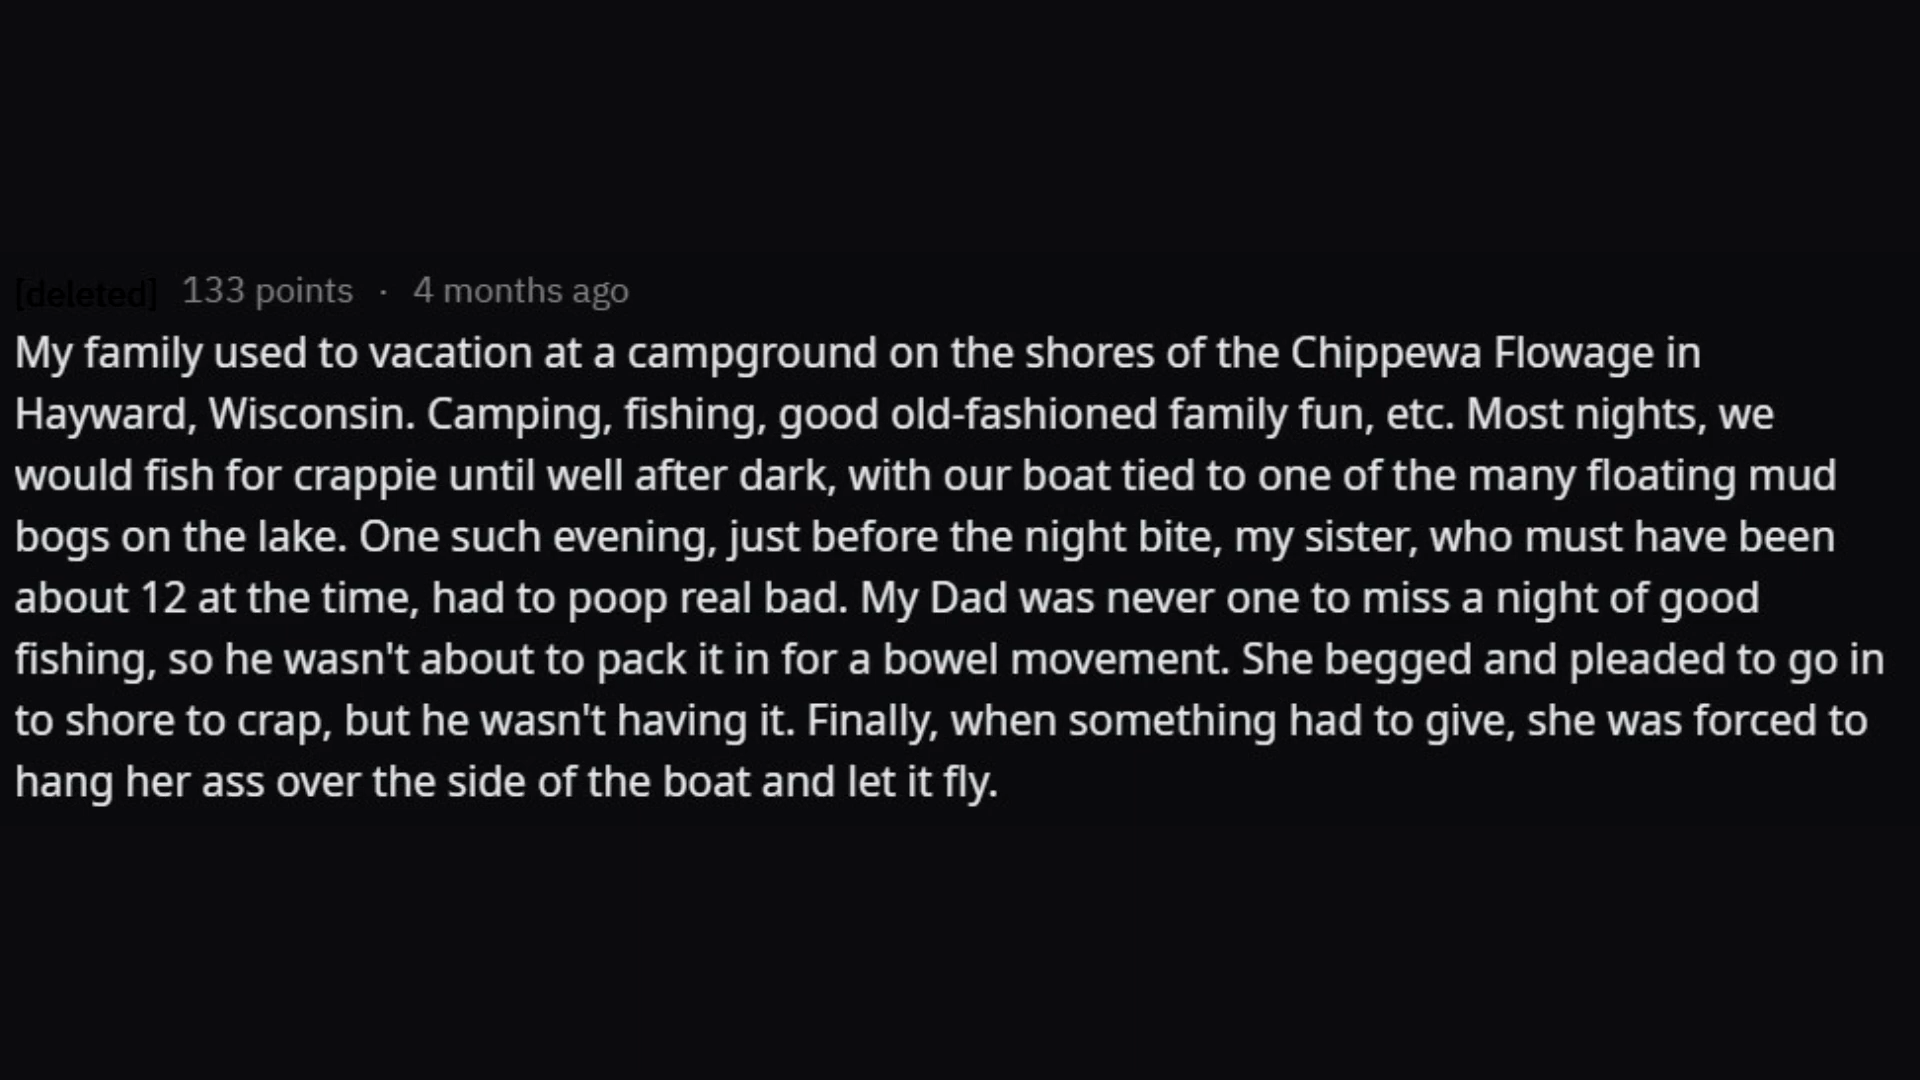 [deleted] 133 points · 4 months ago
My family used to vacation at a campground on the shores of the Chippewa Flowage in
Hayward, Wisconsin. Camping, fishing, good old-fashioned family fun, etc. Most nights, we
would fish for crappie until well after dark, with our boat tied to one of the many floating mud
bogs on the lake. One such evening, just before the night bite, my sister, who must have been
about 12 at the time, had to poop real bad. My Dad was never one to miss a night of good
fishing, so he wasn't about to pack it in for a bowel movement. She begged and pleaded to go in
to shore to crap, but he wasn't having it. Finally, when something had to give, she was forced to
hang her ass over the side of the boat and let it fly.